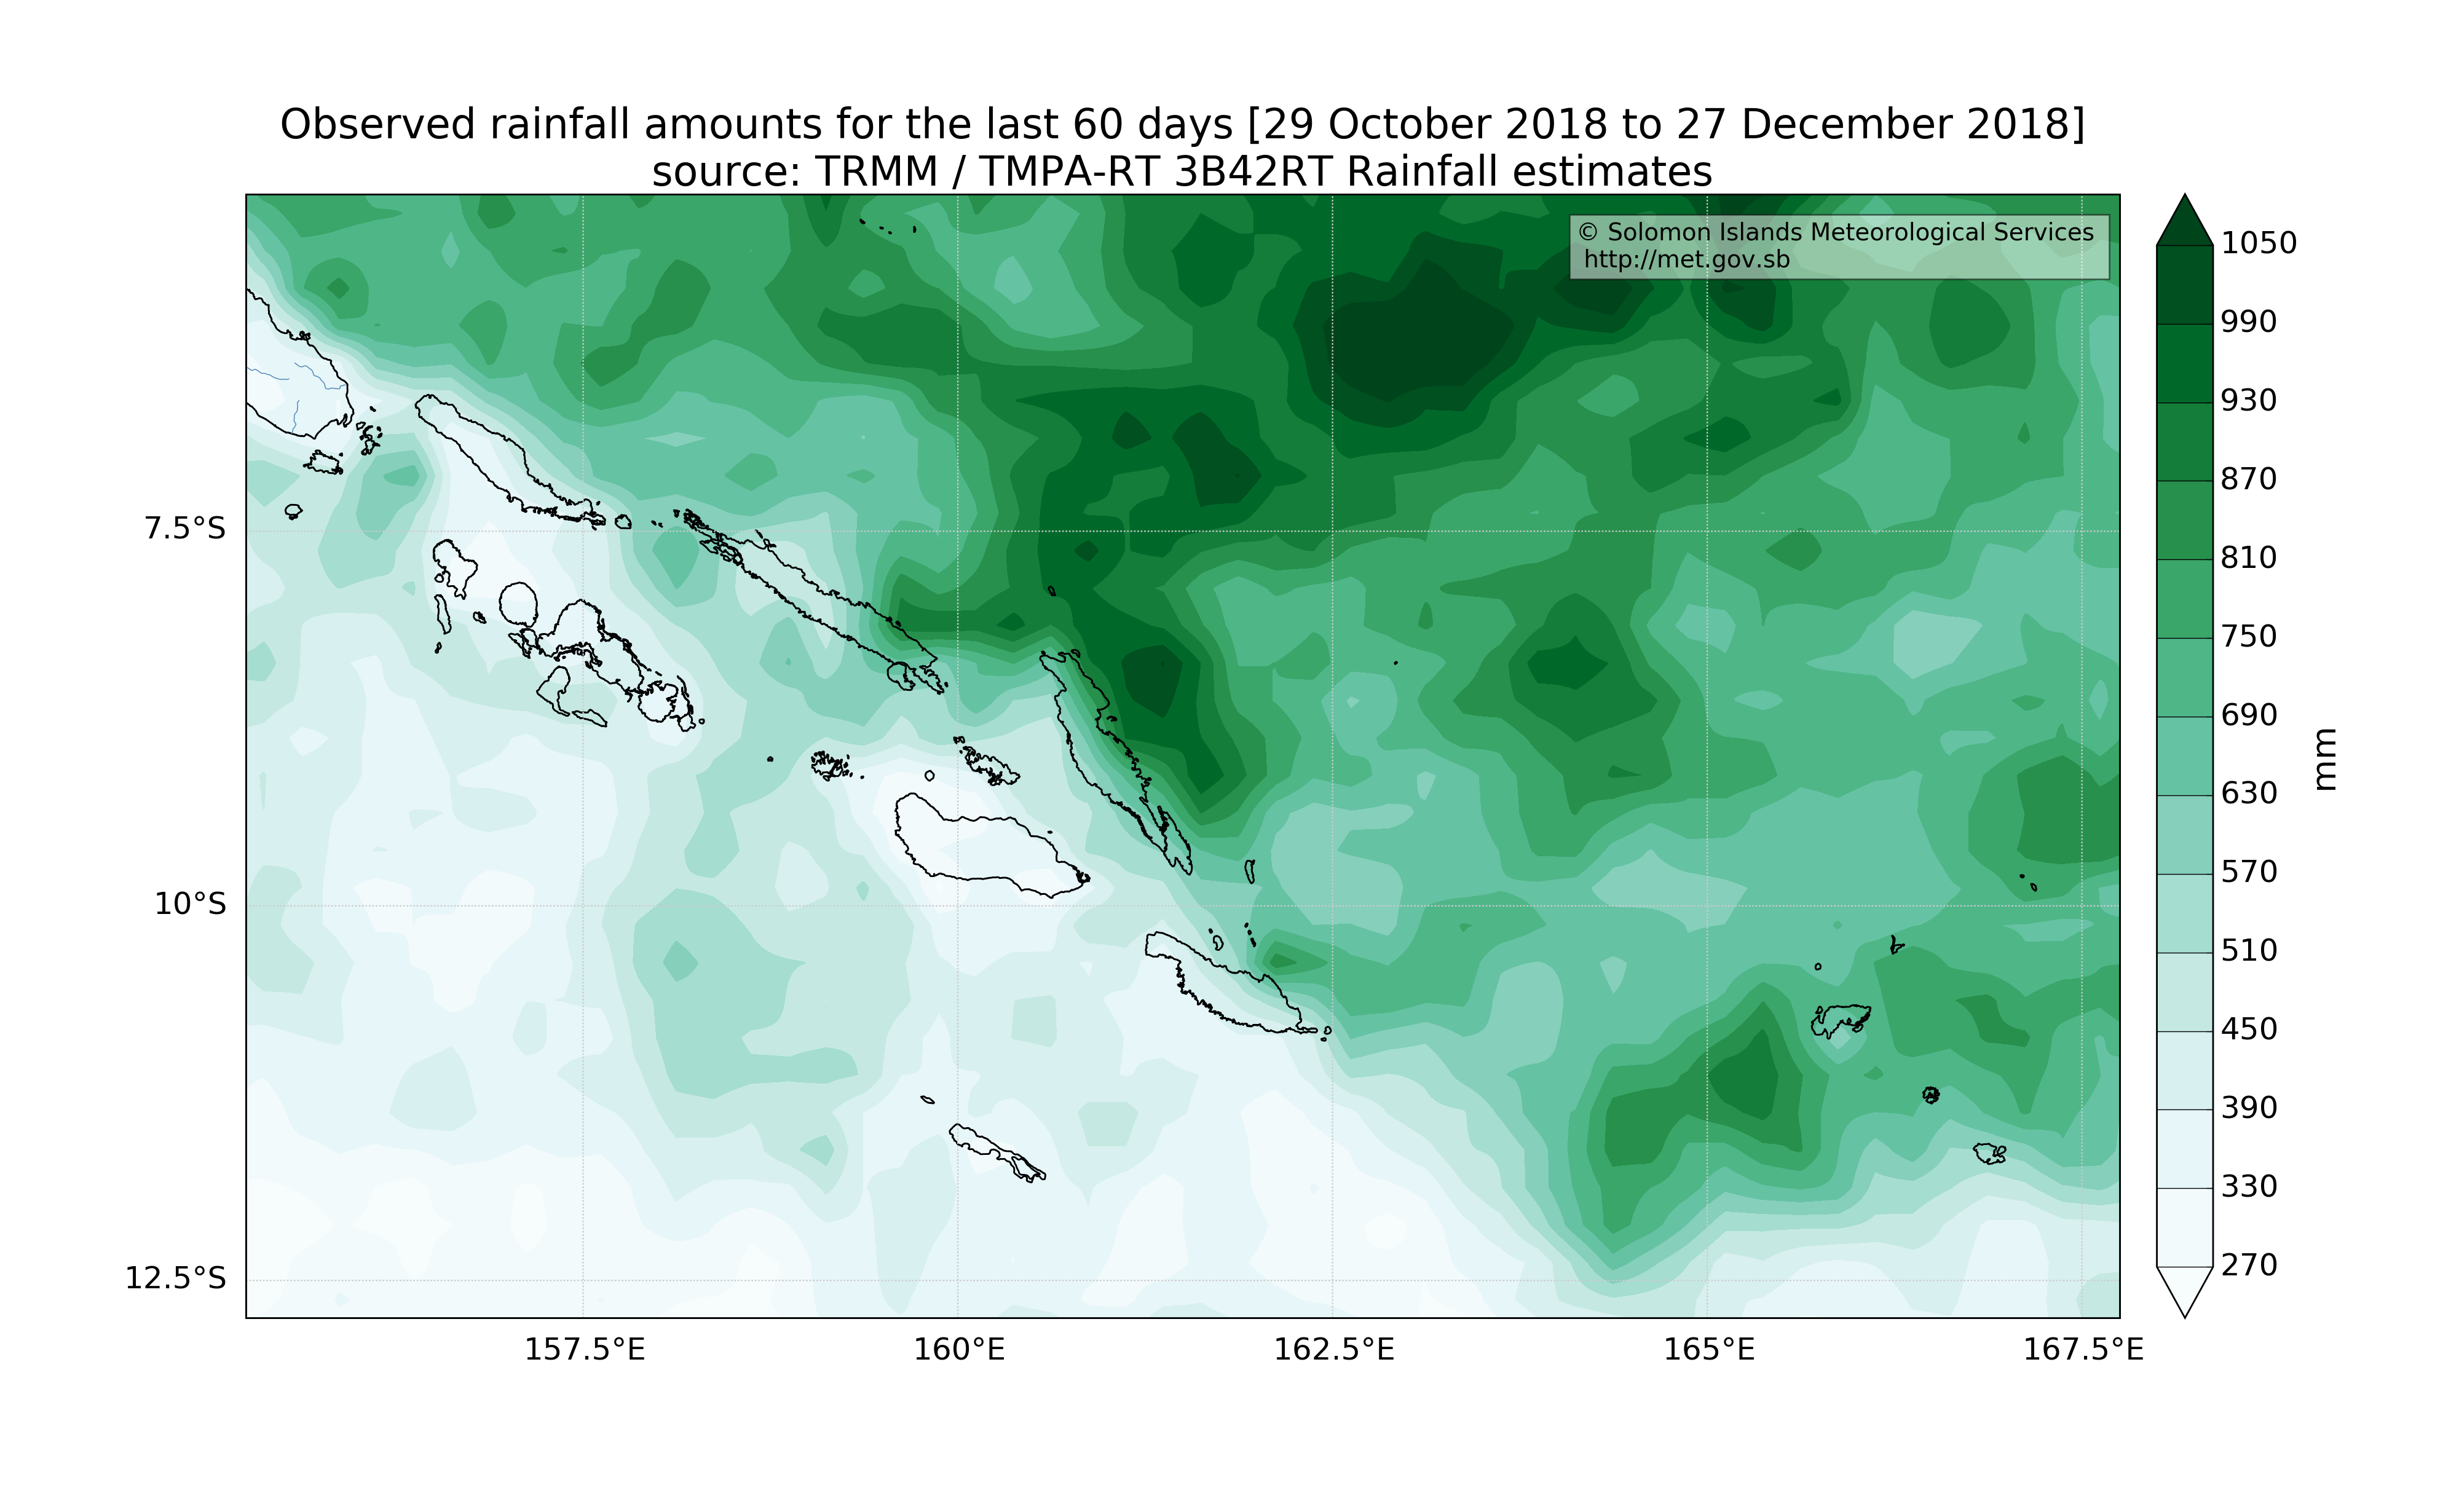 Observed rainfall amounts for the last 60 days [29 October 2018 to 27 December 2018]
source: TRMM / TMPA-RT 3B42RT Rainfall estimates
© Solomon Islands Meteorological Services
http://met.gov.sb
7.5°S
10°S
12.5°S
157.5°E
160°E
162.5°E
165°E
167.5°E
1050
990
930
870
810
750
690
630
570
510
450
390
330
270
mm